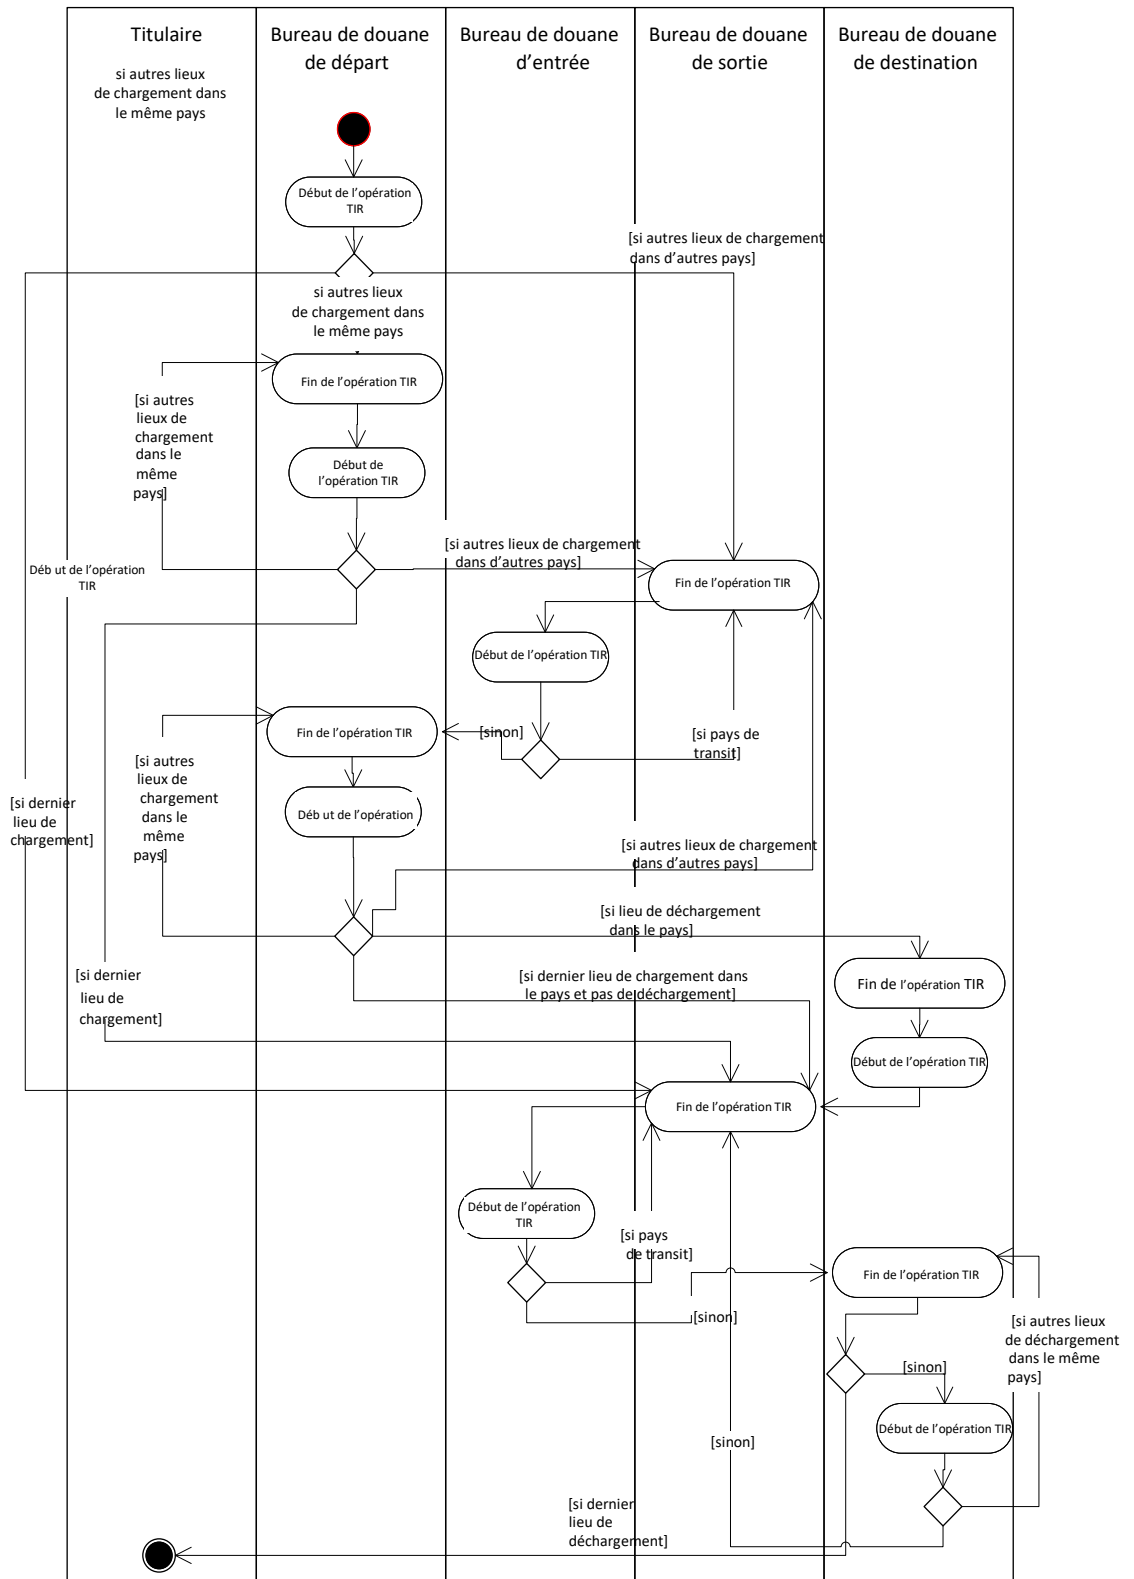 Titulaire
Bureau de douane
de départ
Bureau de douane
d'entrée
Bureau de douane
de sortie
Bureau de douane
de destination
si autres lieux
de chargement dans
le même pays
Début de l'opération
TIR
[si autres lieux de chargement
dans d'autres pays]
si autres lieux
de chargement dans
le même pays
Fin de l'opération TIR
[si autres
lieux de
chargement
dans le
même
pays]
Début de
l'opération TIR
[si autres lieux de chargement
dans d'autres pays]
Déb ut de l'opération
TIR
Fin de l'opération TIR
Début de l'opération TIR
Fin de l'opération TIR
[sinon]
[si pays de
transit]
[si autres
lieux de
chargement
dans le
même
pays]
[si dernier
lieu de
chargement]
Déb ut de l'opération
[si autres lieux de chargement
dans d'autres pays]
[si lieu de déchargement
dans le pays]
[si dernier
lieu de
chargement]
[si dernier lieu de chargement dans
le pays et pas de déchargement]
Fin de l'opération TIR
Début de l'opération TIR
Fin de l'opération TIR
Début de l'opération
TIR
[si pays
de transit]
Fin de l'opération TIR
[sinon]
[si autres lieux
de déchargement
dans le même
pays]
[sinon]
Début de l'opération TIR
[sinon]
[si dernier
lieu de
déchargement]